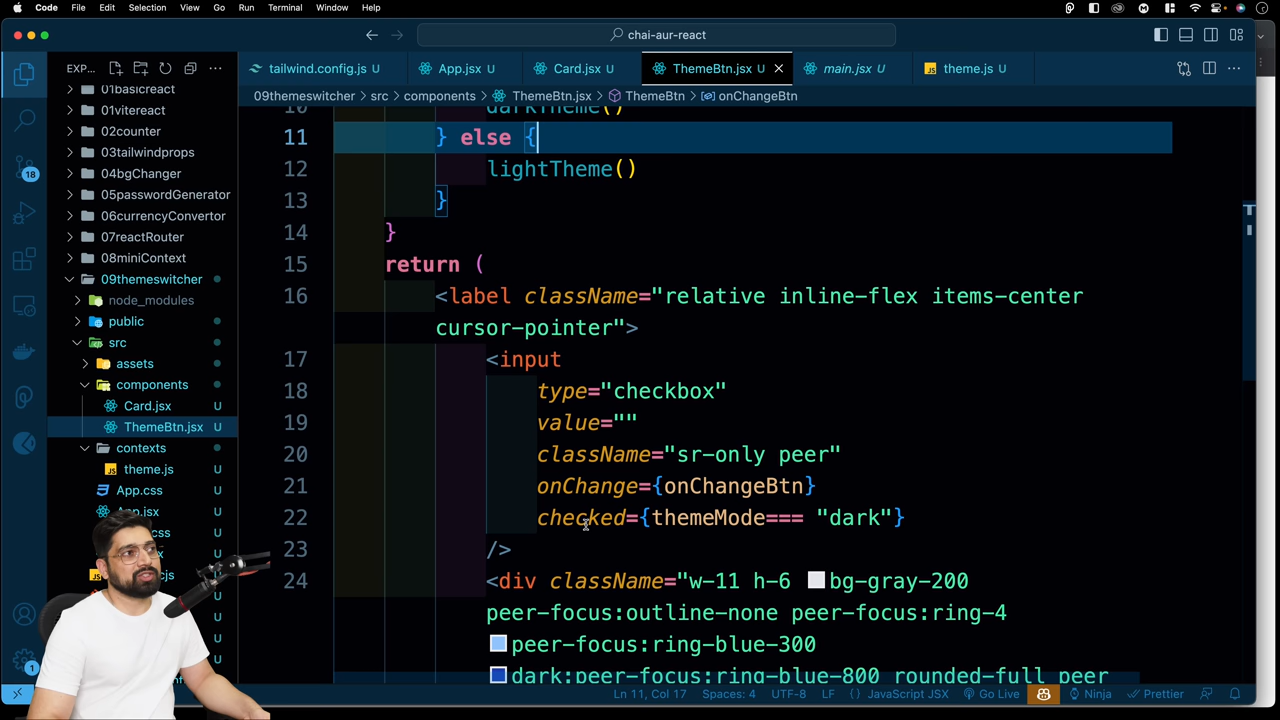 Code File Edit Selection View Go Run Terminal Window Help
chai-aur-react
EXP...
tailwind.config.js U
App.jsx U
Card.jsx U
ThemeBtn.jsx U
main.jsx U
theme.js U
09themeswitcher > src > components > ThemeBtn.jsx > ThemeBtn > onChangeBtn
01basicreact
01vitereact
02counter
03tailwindprops
04bgChanger
05passwordGenerator
06currencyConvertor
07reactRouter
08miniContext
09themeswitcher
node_modules
public
src
assets
components
Card.jsx U
ThemeBtn.jsx U
contexts
theme.js U
App.css U
App.jsx U
18
1
10 darkTheme()
11 } else {
12 lightTheme()
13 }
14 }
15 return (
16 <label className="relative inline-flex items-center
cursor-pointer">
17 <input
18 type="checkbox"
19 value=""
20 className="sr-only peer"
21 onChange={onChangeBtn}
22 checked={themeMode=== "dark"}
23 />
24 <div className="w-11 h-6 bg-gray-200
peer-focus:outline-none peer-focus:ring-4
peer-focus:ring-blue-300
dark:peer-focus:ring-blue-800 rounded-full peer
Ln 11, Col 17 Spaces: 4 UTF-8 LF {} JavaScript JSX Go Live Ninja Prettier